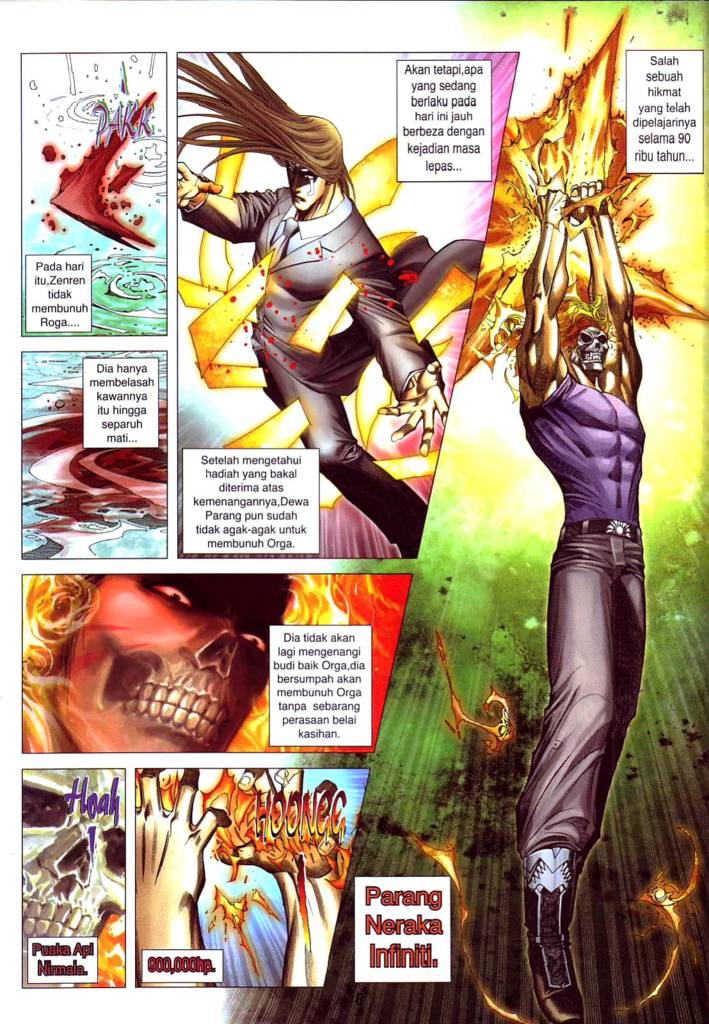 PAKK
Pada hari
itu,Zenren
tidak
membunuh
Roga....
Dia hanya
membelasah
kawannya
itu hingga
separuh
mati...
Akan tetapi,apa
yang sedang
berlaku pada
hari ini jauh
berbeza dengan
kejadian masa
lepas...
Setelah mengetahui
hadiah yang bakal
diterima atas
kemenangannya,Dewa
Parang pun sudah
tidak agak-agak untuk
membunuh Orga.
Salah
sebuah
hikmat
yang telah
dipelajarinya
selama 90
ribu tahun...
Dia tidak akan
lagi mengenangi
budi baik Orga,dia
bersumpah akan
membunuh Orga
tanpa sebarang
perasaan belai
kasihan.
Hoah
!
Puaka Api
Nirmala.
HOONGG
900,000hp.
Parang
Neraka
Infiniti.